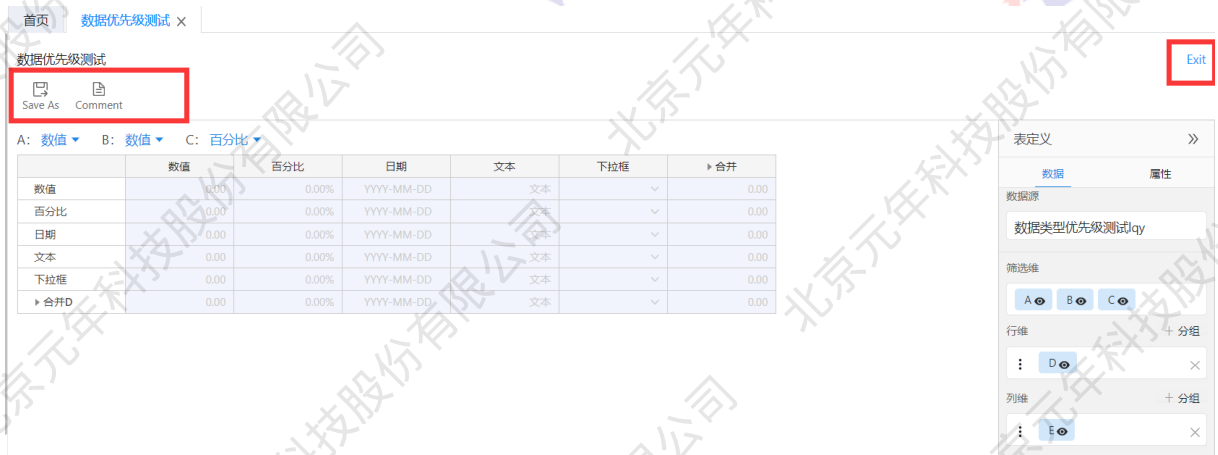 首页 数据优先级测试 ×
数据优先级测试 Exit
Save As Comment
A: 数值 B: 数值 C: 百分比
数值 百分比 日期 文本 下拉框 合并
数值 0.00 0.00% YYYY-MM-DD 文本 0.00
百分比 0.00 0.00% YYYY-MM-DD 文本 0.00
日期 0.00 0.00% YYYY-MM-DD 文本 0.00
文本 0.00 0.00% YYYY-MM-DD 文本 0.00
下拉框 0.00 0.00% YYYY-MM-DD 文本 0.00
合并D 0.00 0.00% YYYY-MM-DD 文本 0.00
表定义
数据 属性
数据源
数据类型优先级测试lqy
筛选维
A B C
行维 + 分组
D
列维 + 分组
E
北京元年科技股份有限公司